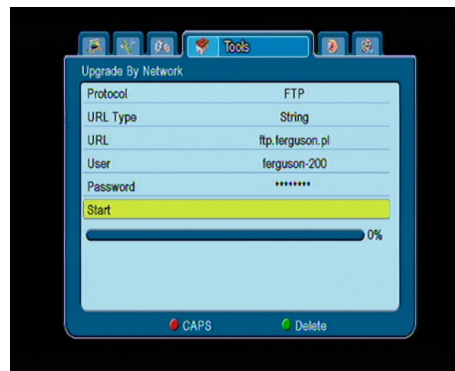 Tools
Upgrade By Network
Protocol FTP
URL Type String
URL ftp.ferguson.pl
User ferguson-200
Password ********
Start
0%
CAPS Delete